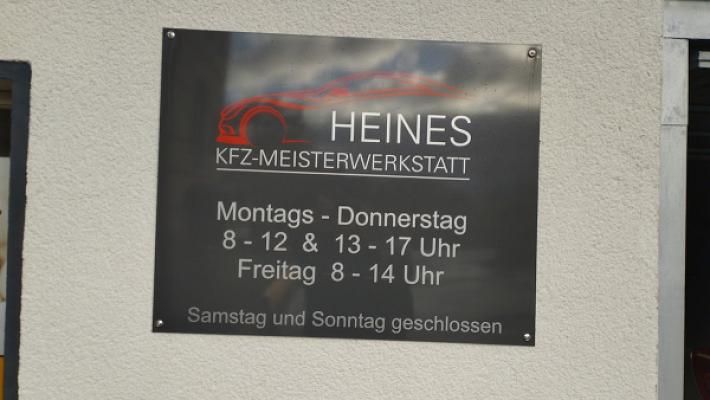 HEINES
KFZ-MEISTERWERKSTATT
Montags - Donnerstag
8 - 12 & 13 - 17 Uhr
Freitag 8 - 14 Uhr
Samstag und Sonntag geschlossen